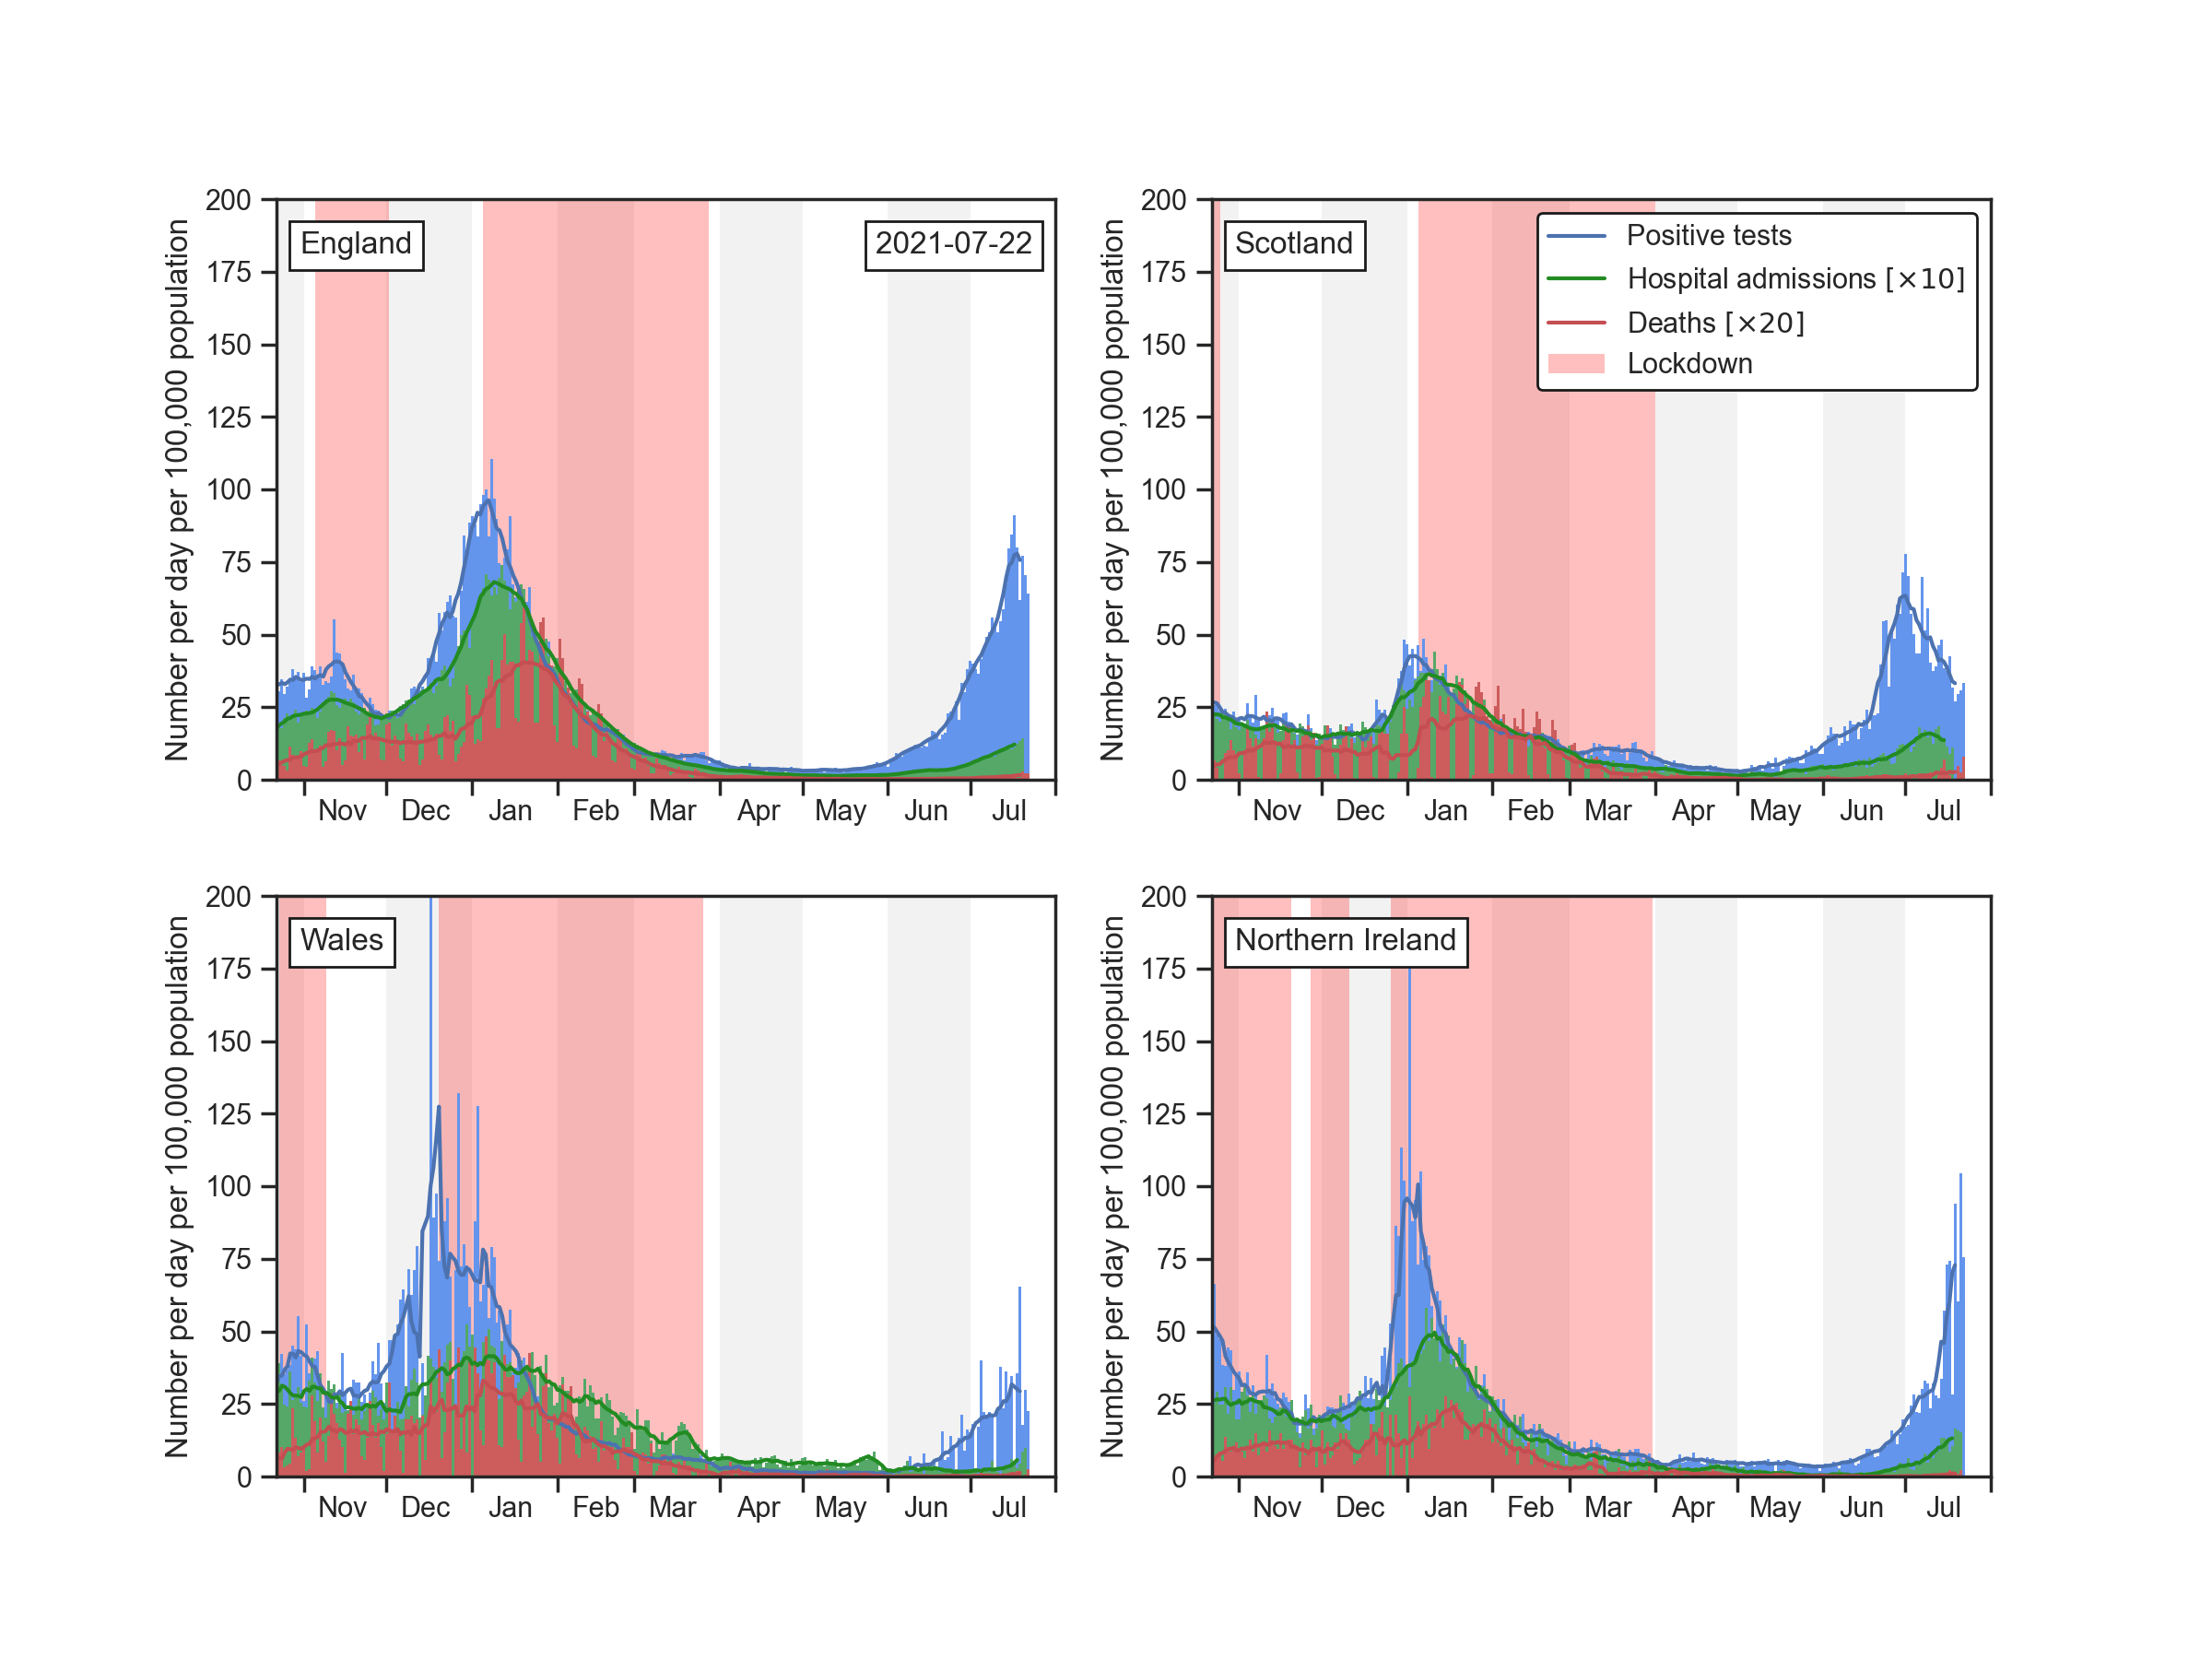 England
2021-07-22
Number per day per 100,000 population
200
175
150
125
100
75
50
25
0
Nov Dec Jan Feb Mar Apr May Jun Jul
Scotland
Positive tests
Hospital admissions [×10]
Deaths [×20]
Lockdown
Number per day per 100,000 population
200
175
150
125
100
75
50
25
0
Nov Dec Jan Feb Mar Apr May Jun Jul
Wales
Number per day per 100,000 population
200
175
150
125
100
75
50
25
0
Nov Dec Jan Feb Mar Apr May Jun Jul
Northern Ireland
Number per day per 100,000 population
200
175
150
125
100
75
50
25
0
Nov Dec Jan Feb Mar Apr May Jun Jul